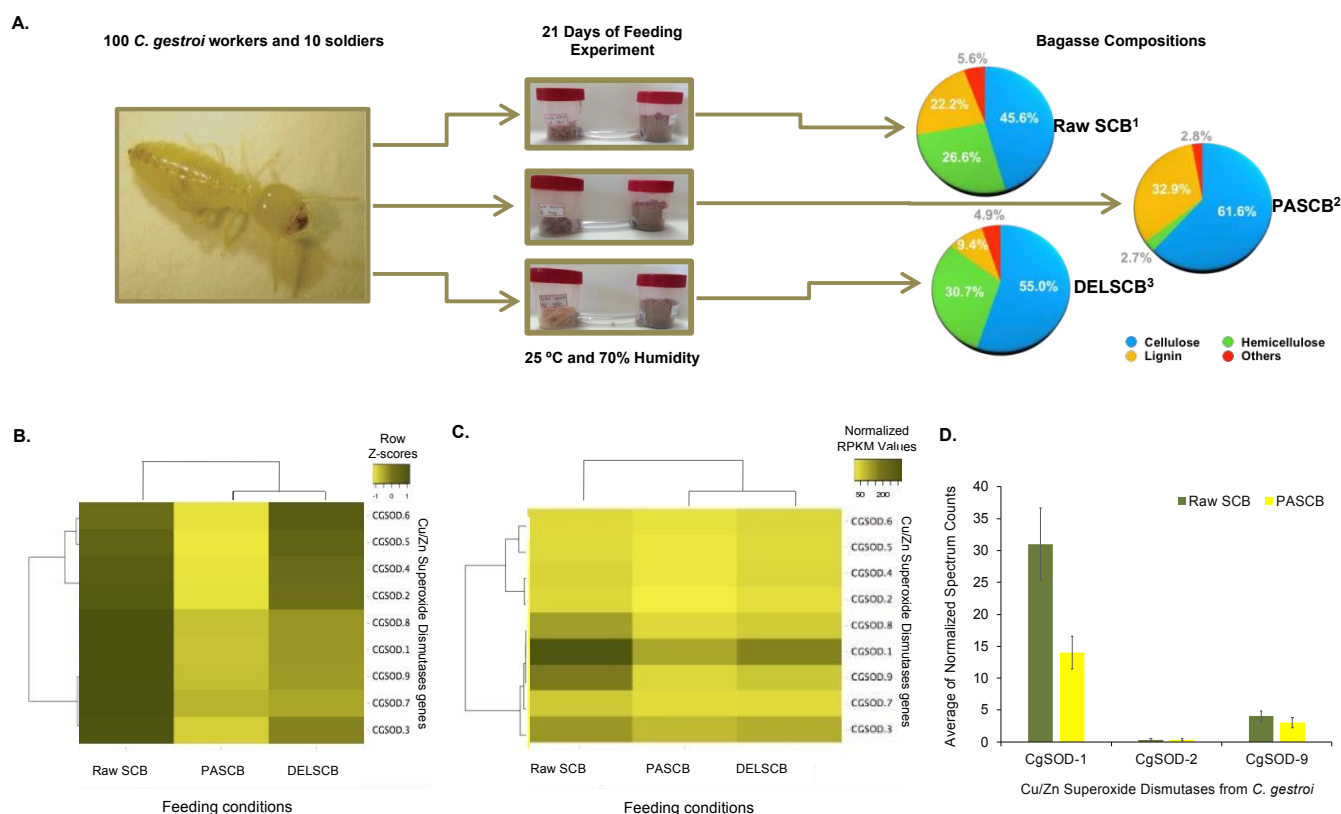 A.
100 C. gestroi workers and 10 soldiers
21 Days of Feeding
Experiment
25 ºC and 70% Humidity
Bagasse Compositions
5.6%
22.2%
45.6%
26.6%
Raw SCB¹
2.8%
32.9%
61.6%
2.7%
PASCB²
4.9%
9.4%
55.0%
30.7%
DELSCB³
Cellulose
Hemicellulose
Lignin
Others
B.
Row
Z-scores
-1 0 1
CGSOD.6
CGSOD.5
CGSOD.4
CGSOD.2
CGSOD.8
CGSOD.1
CGSOD.9
CGSOD.7
CGSOD.3
Cu/Zn Superoxide Dismutases genes
Raw SCB
PASCB
DELSCB
Feeding conditions
C.
Normalized
RPKM Values
50 200
CGSOD.6
CGSOD.5
CGSOD.4
CGSOD.2
CGSOD.8
CGSOD.1
CGSOD.9
CGSOD.7
CGSOD.3
Cu/Zn Superoxide Dismutases genes
Raw SCB
PASCB
DELSCB
Feeding conditions
D.
Average of Normalized Spectrum Counts
40
35
30
25
20
15
10
5
0
Raw SCB
PASCB
CgSOD-1
CgSOD-2
CgSOD-9
Cu/Zn Superoxide Dismutases from C. gestroi